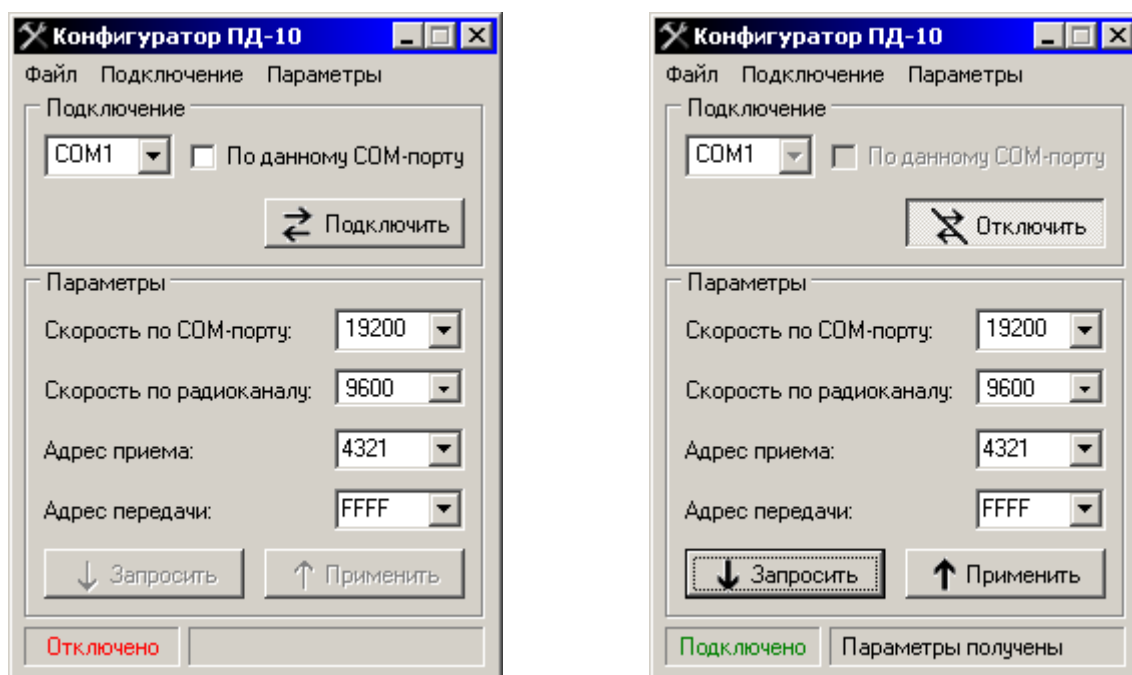 Конфигуратор ПД-10
Файл Подключение Параметры
Подключение
COM1 По данному COM-порту
Подключить
Параметры
Скорость по COM-порту: 19200
Скорость по радиоканалу: 9600
Адрес приема: 4321
Адрес передачи: FFFF
Запросить Применить
Отключено
Конфигуратор ПД-10
Файл Подключение Параметры
Подключение
COM1 По данному COM-порту
Отключить
Параметры
Скорость по COM-порту: 19200
Скорость по радиоканалу: 9600
Адрес приема: 4321
Адрес передачи: FFFF
Запросить Применить
Подключено Параметры получены